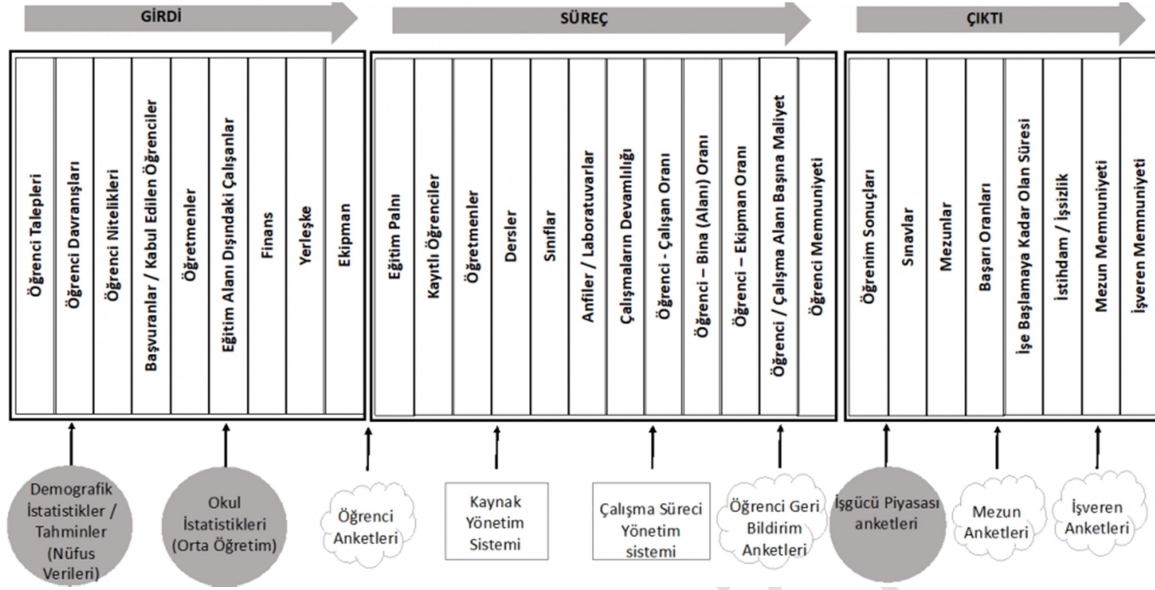 GİRDİ
SÜREÇ
ÇIKTI
Öğrenci Talepleri
Öğrenci Davranışları
Öğrenci Nitelikleri
Başvuranlar / Kabul Edilen Öğrenciler
Öğretmenler
Eğitim Alanı Dışındaki Çalışanlar
Finans
Yerleşke
Ekipman
Eğitim Palnı
Kayıtlı Öğrenciler
Öğretmenler
Dersler
Sınıflar
Anfiler / Laboratuvarlar
Çalışmaların Devamlılığı
Öğrenci - Çalışan Oranı
Öğrenci – Bina (Alanı) Oranı
Öğrenci – Ekipman Oranı
Öğrenci / Çalışma Alanı Başına Maliyet
Öğrenci Memnuniyeti
Öğrenim Sonuçları
Sınavlar
Mezunlar
Başarı Oranları
İşe Başlamaya Kadar Olan Süresi
İstihdam / İşsizlik
Mezun Memnuniyeti
İşveren Memnuniyeti
Demografik
İstatistikler /
Tahminler
(Nüfus
Verileri)
Okul
İstatistikleri
(Orta Öğretim)
Öğrenci
Anketleri
Kaynak
Yönetim
Sistemi
Çalışma Süreci
Yönetim
sistemi
Öğrenci Geri
Bildirim
Anketleri
İşgücü Piyasası
anketleri
Mezun
Anketleri
İşveren
Anketleri